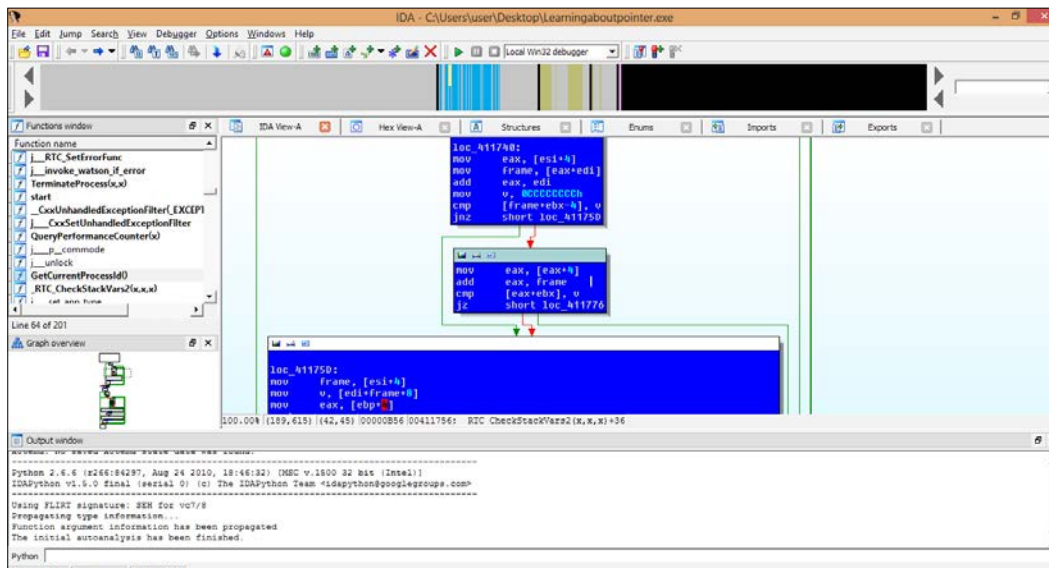 IDA - C:\Users\user\Desktop\Learningaboutpointer.exe
File Edit Jump Search View Debugger Options Windows Help
Local Win32 debugger
Functions window
IDA View-A
Hex View-A
Structures
Enums
Imports
Exports
Function name
j__RTC_SetErrorFunc
j__invoke_watson_if_error
TerminateProcess(x,x)
start
__CxxUnhandledExceptionFilter(_EXCEPT
j___CxxSetUnhandledExceptionFilter
QueryPerformanceCounter(x)
j___p__commode
j__unlock
GetCurrentProcessId()
_RTC_CheckStackVars2(x,x,x)
Line 64 of 201
Graph overview
loc_411740:
mov eax, [esi+4]
mov frame, [eax+edi]
add eax, edi
mov v, 0CCCCCCCCh
cmp [frame+ebx-4], v
jnz short loc_41175D
mov eax, [eax+4]
add eax, frame
cmp [eax+ebx], v
jz short loc_411776
loc_41175D:
mov frame, [esi+4]
mov v, [edi+frame+8]
mov eax, [ebp+
100.00% (189,615) (42,45) 00000B56 00411756: RTC CheckStackVars2(x,x,x)+36
Output window
Python 2.6.6 (r266:84297, Aug 24 2010, 18:46:32) [MSC v.1500 32 bit (Intel)]
IDAPython v1.5.0 final (serial 0) (c) The IDAPython Team <idapython@googlegroups.com>
Using FLIRT signature: SEH for vc7/8
Propagating type information...
Function argument information has been propagated
The initial autoanalysis has been finished.
Python